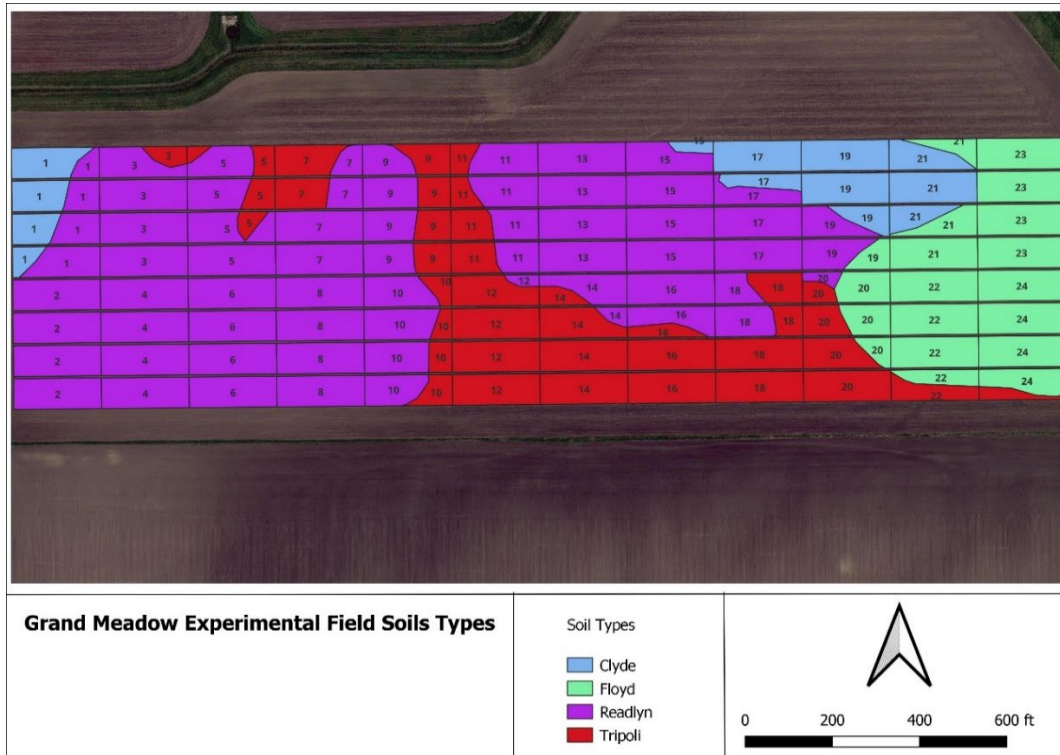 15 21
1 1 3 3 5 5 7 7 9 9 11 11 13 15 17 19 21 23
1 1 3 5 5 7 7 9 9 11 11 13 15 17 17 19 21 23
1 1 3 5 5 7 9 9 11 11 13 15 17 19 19 21 21 23
1 1 3 5 7 9 9 11 11 13 15 17 19 19 21 23
2 4 6 8 10 10 12 12 14 14 16 18 18 20 20 20 22 24
2 4 6 8 10 10 12 14 14 16 16 18 18 20 20 22 24
2 4 6 8 10 10 12 14 16 18 20 20 22 24
2 4 6 8 10 10 12 14 16 18 20 22 22 24
Grand Meadow Experimental Field Soils Types
Soil Types
Clyde
Floyd
Readlyn
Tripoli
0 200 400 600 ft